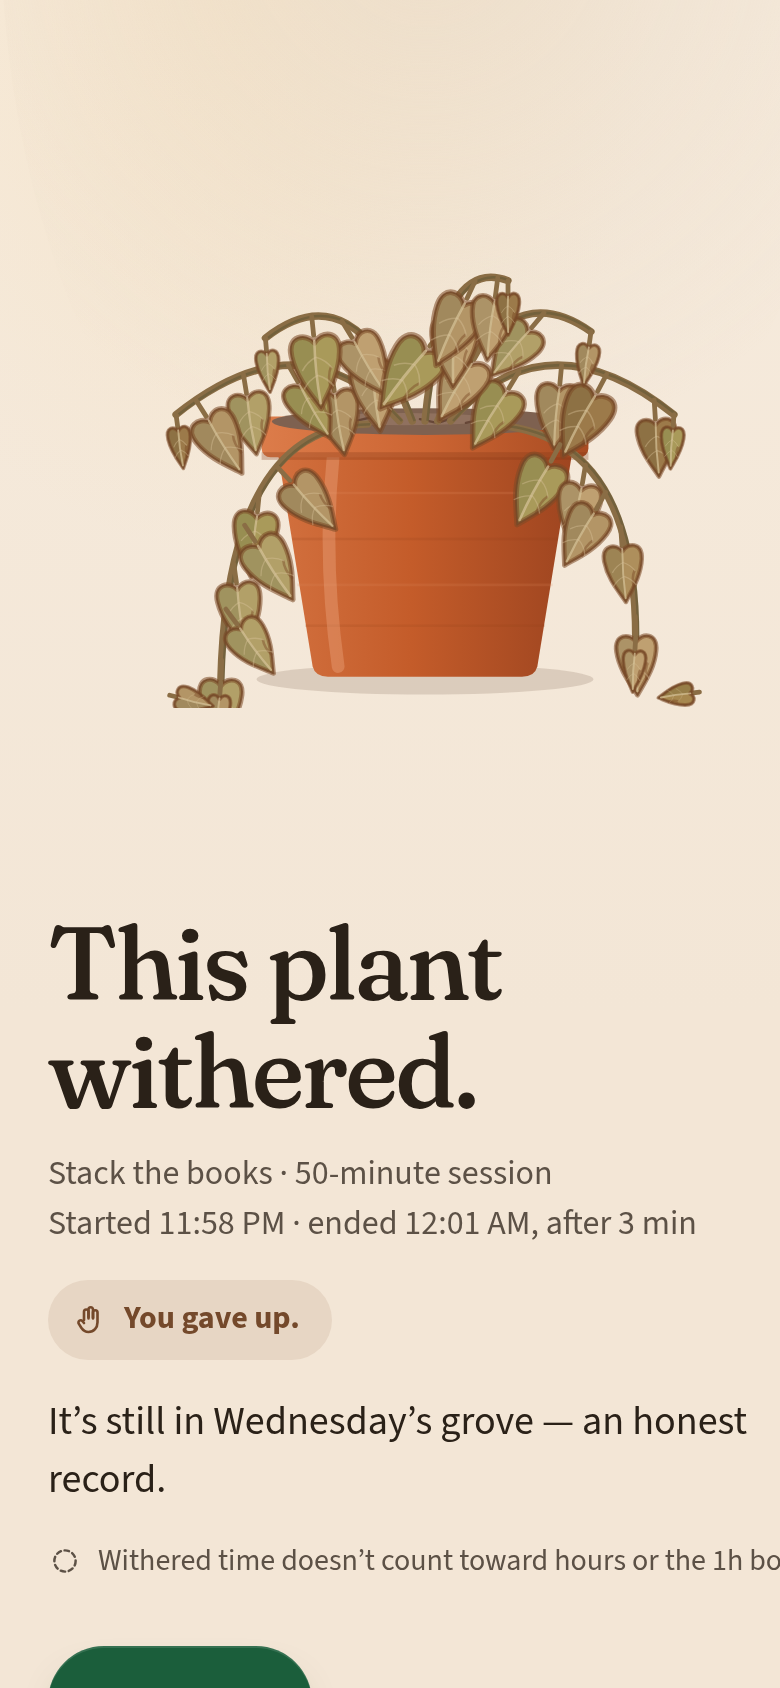 This plant
withered.
Stack the books · 50-minute session
Started 11:58 PM · ended 12:01 AM, after 3 min
You gave up.
It’s still in Wednesday’s grove — an honest
record.
Withered time doesn’t count toward hours or the 1h